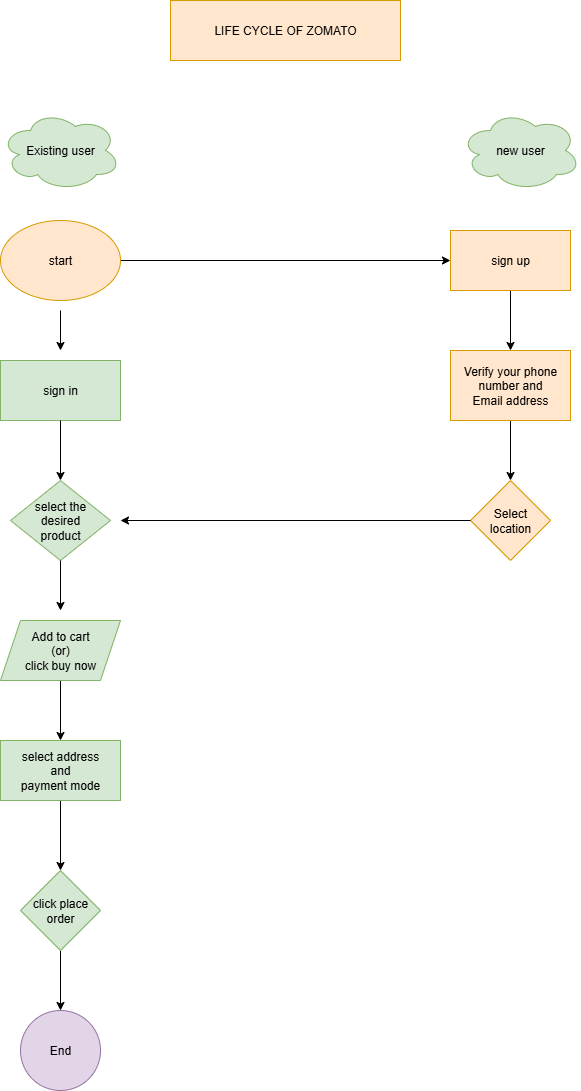 LIFE CYCLE OF ZOMATO
Existing user
new user
start
sign up
sign in
Verify your phone
number and
Email address
select the
desired
product
Select
location
Add to cart
(or)
click buy now
select address
and
payment mode
click place
order
End